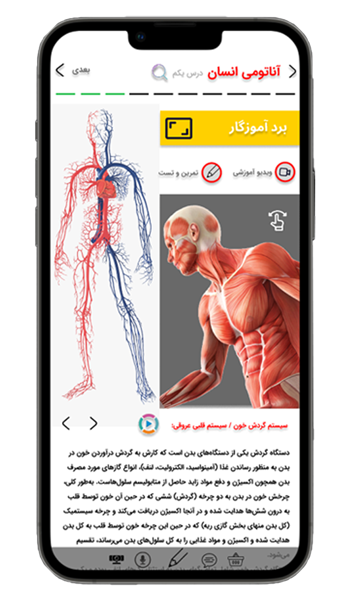 آناتومی انسان درس یکم بعدی
برد آموزگار
ویدیو آموزشی تمرین و تست
سیستم گردش خون / سیستم قلبی عروقی:
دستگاه گردش یکی از دستگاه‌های بدن است که کارش به گردش درآوردن خون در
بدن به منظور رساندن غذا (آمینواسید، الکترولیت، لنف)، انواع گازهای مورد مصرف
بدن همچون اکسیژن و دفع مواد زاید حاصل از متابولیسم سلول‌هاست. به‌طور کلی،
چرخش خون در بدن به دو چرخه (گردش) ششی که در حین آن خون توسط قلب
به درون شش‌ها هدایت شده و در آنجا اکسیژن دریافت می‌کند و چرخه سیستمیک
(کل بدن منهای بخش گازی ریه) که در حین این چرخه خون توسط قلب به کل بدن
هدایت شده و اکسیژن و مواد غذایی را به کل سلول‌های بدن می‌رساند، تقسیم
می‌شود.